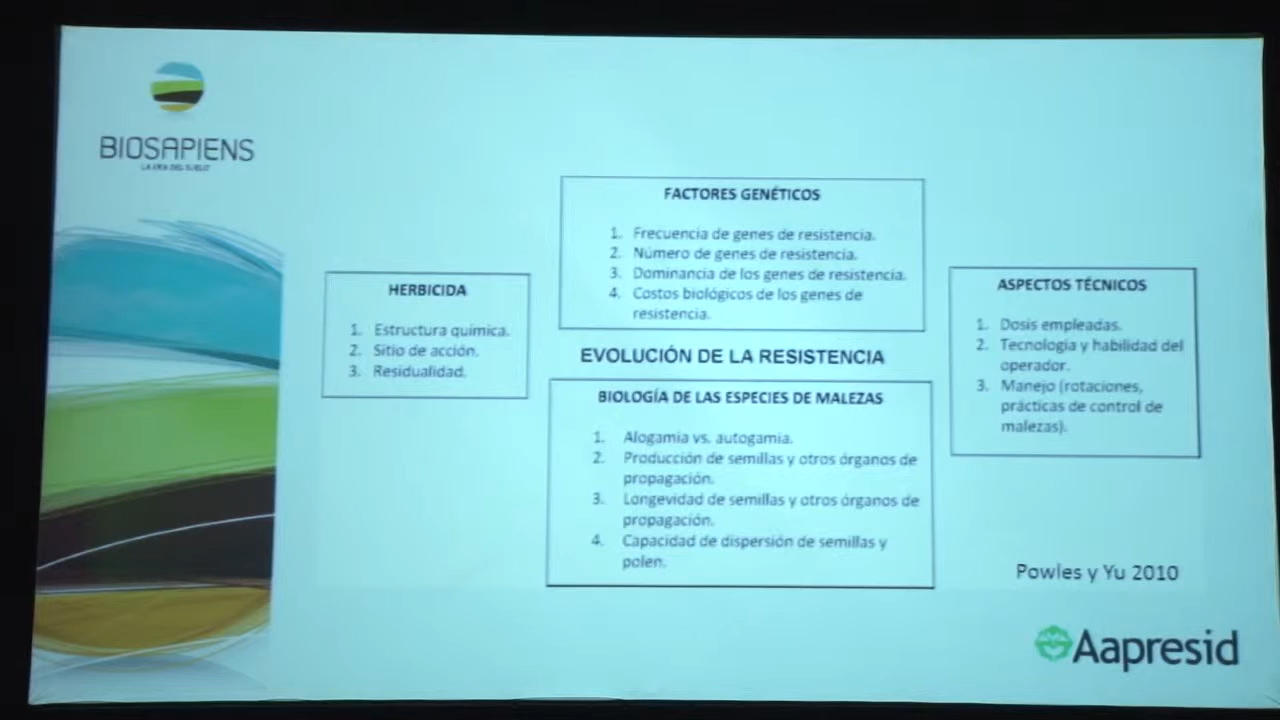 BIOSAPIENS
LA ERA DEL SUELO
FACTORES GENÉTICOS
1. Frecuencia de genes de resistencia.
2. Número de genes de resistencia.
3. Dominancia de los genes de resistencia.
4. Costos biológicos de los genes de
resistencia.
HERBICIDA
1. Estructura química.
2. Sitio de acción.
3. Residualidad.
EVOLUCIÓN DE LA RESISTENCIA
ASPECTOS TÉCNICOS
1. Dosis empleadas.
2. Tecnología y habilidad del
operador.
3. Manejo (rotaciones,
prácticas de control de
malezas).
BIOLOGÍA DE LAS ESPECIES DE MALEZAS
1. Alogamia vs. autogamia.
2. Producción de semillas y otros órganos de
propagación.
3. Longevidad de semillas y otros órganos de
propagación.
4. Capacidad de dispersión de semillas y
polen.
Powles y Yu 2010
Aapresid